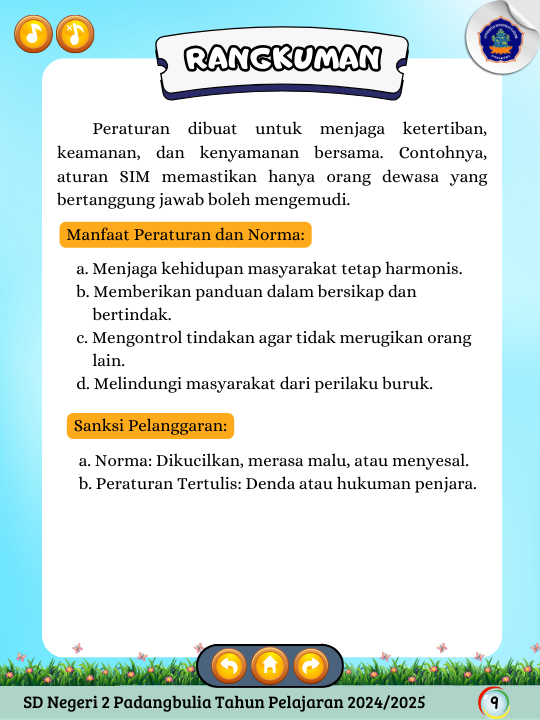 RANGKUMAN
Peraturan dibuat untuk menjaga ketertiban,
keamanan, dan kenyamanan bersama. Contohnya,
aturan SIM memastikan hanya orang dewasa yang
bertanggung jawab boleh mengemudi.
Manfaat Peraturan dan Norma:
a. Menjaga kehidupan masyarakat tetap harmonis.
b. Memberikan panduan dalam bersikap dan
bertindak.
c. Mengontrol tindakan agar tidak merugikan orang
lain.
d. Melindungi masyarakat dari perilaku buruk.
Sanksi Pelanggaran:
a. Norma: Dikucilkan, merasa malu, atau menyesal.
b. Peraturan Tertulis: Denda atau hukuman penjara.
SD Negeri 2 Padangbulia Tahun Pelajaran 2024/2025
9